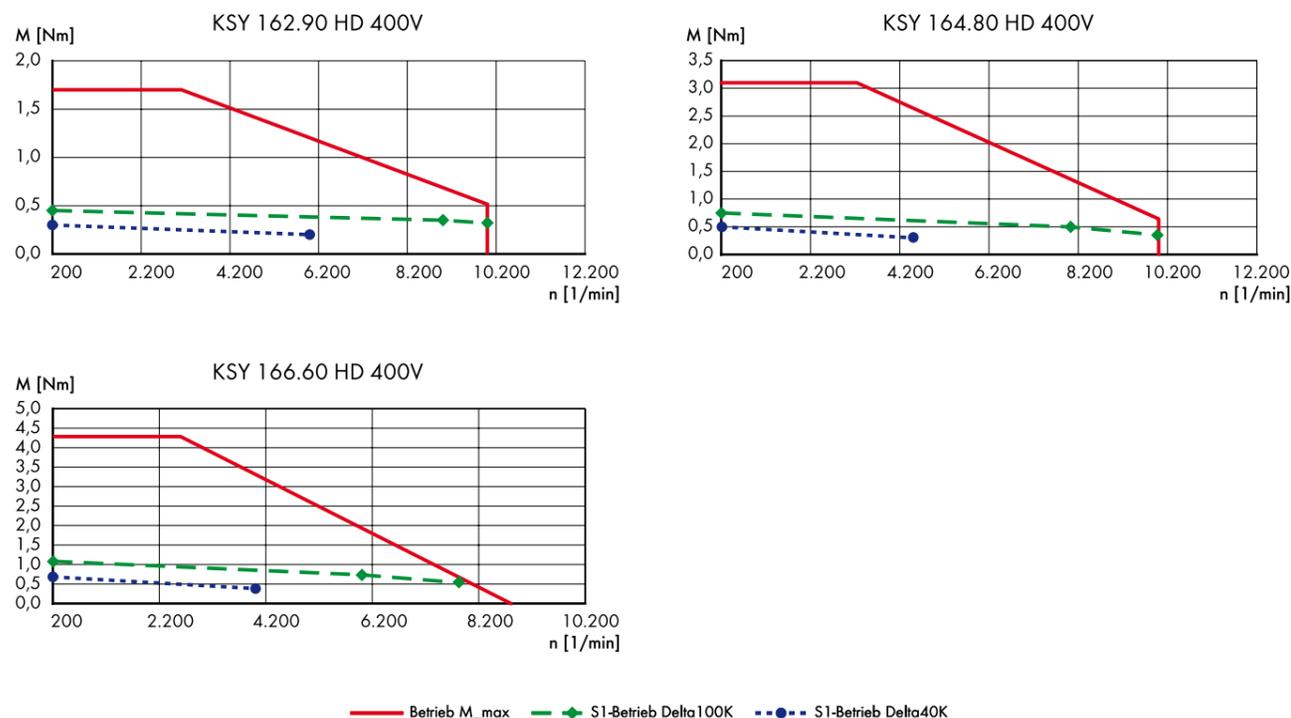 KSY 162.90 HD 400V
M [Nm]
2,0
1,5
1,0
0,5
0,0
200 2.200 4.200 6.200 8.200 10.200 12.200
n [1/min]
KSY 164.80 HD 400V
M [Nm]
3,5
3,0
2,5
2,0
1,5
1,0
0,5
0,0
200 2.200 4.200 6.200 8.200 10.200 12.200
n [1/min]
KSY 166.60 HD 400V
M [Nm]
5,0
4,5
4,0
3,5
3,0
2,5
2,0
1,5
1,0
0,5
0,0
200 2.200 4.200 6.200 8.200 10.200
n [1/min]
Betrieb M_max S1-Betrieb Delta100K S1-Betrieb Delta40K